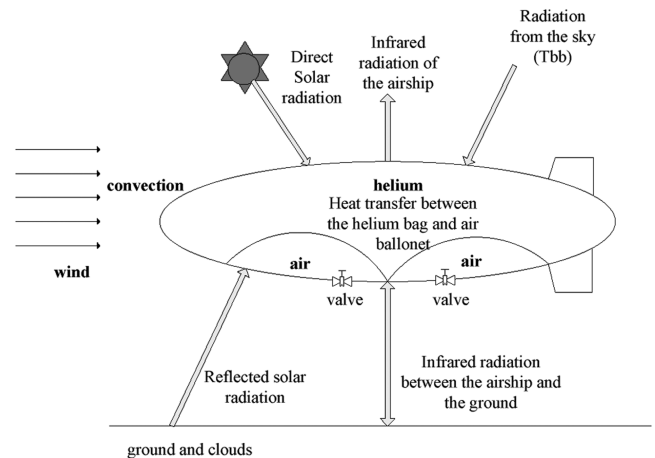 Direct
Solar
radiation
Infrared
radiation of
the airship
Radiation
from the sky
(Tbb)
convection
helium
Heat transfer between
the helium bag and air
ballonet
air
air
wind
valve
valve
Reflected solar
radiation
Infrared radiation
between the airship and
the ground
ground and clouds